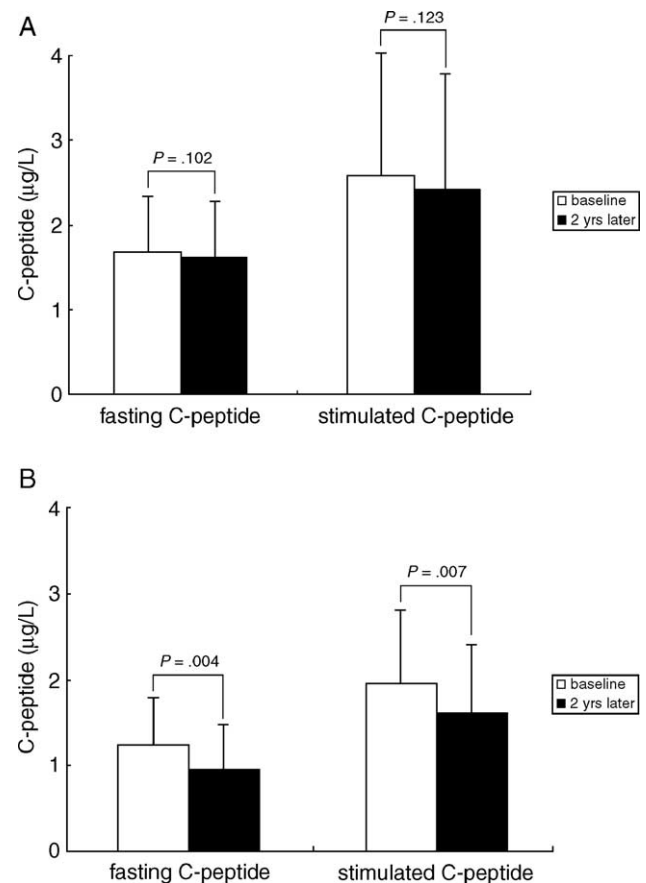 A
P = .123
4
3
P = .102
C-peptide (µg/L)
2
1
0
baseline
2 yrs later
fasting C-peptide
stimulated C-peptide
B
4
3
P = .007
C-peptide (µg/L)
P = .004
2
1
0
baseline
2 yrs later
fasting C-peptide
stimulated C-peptide